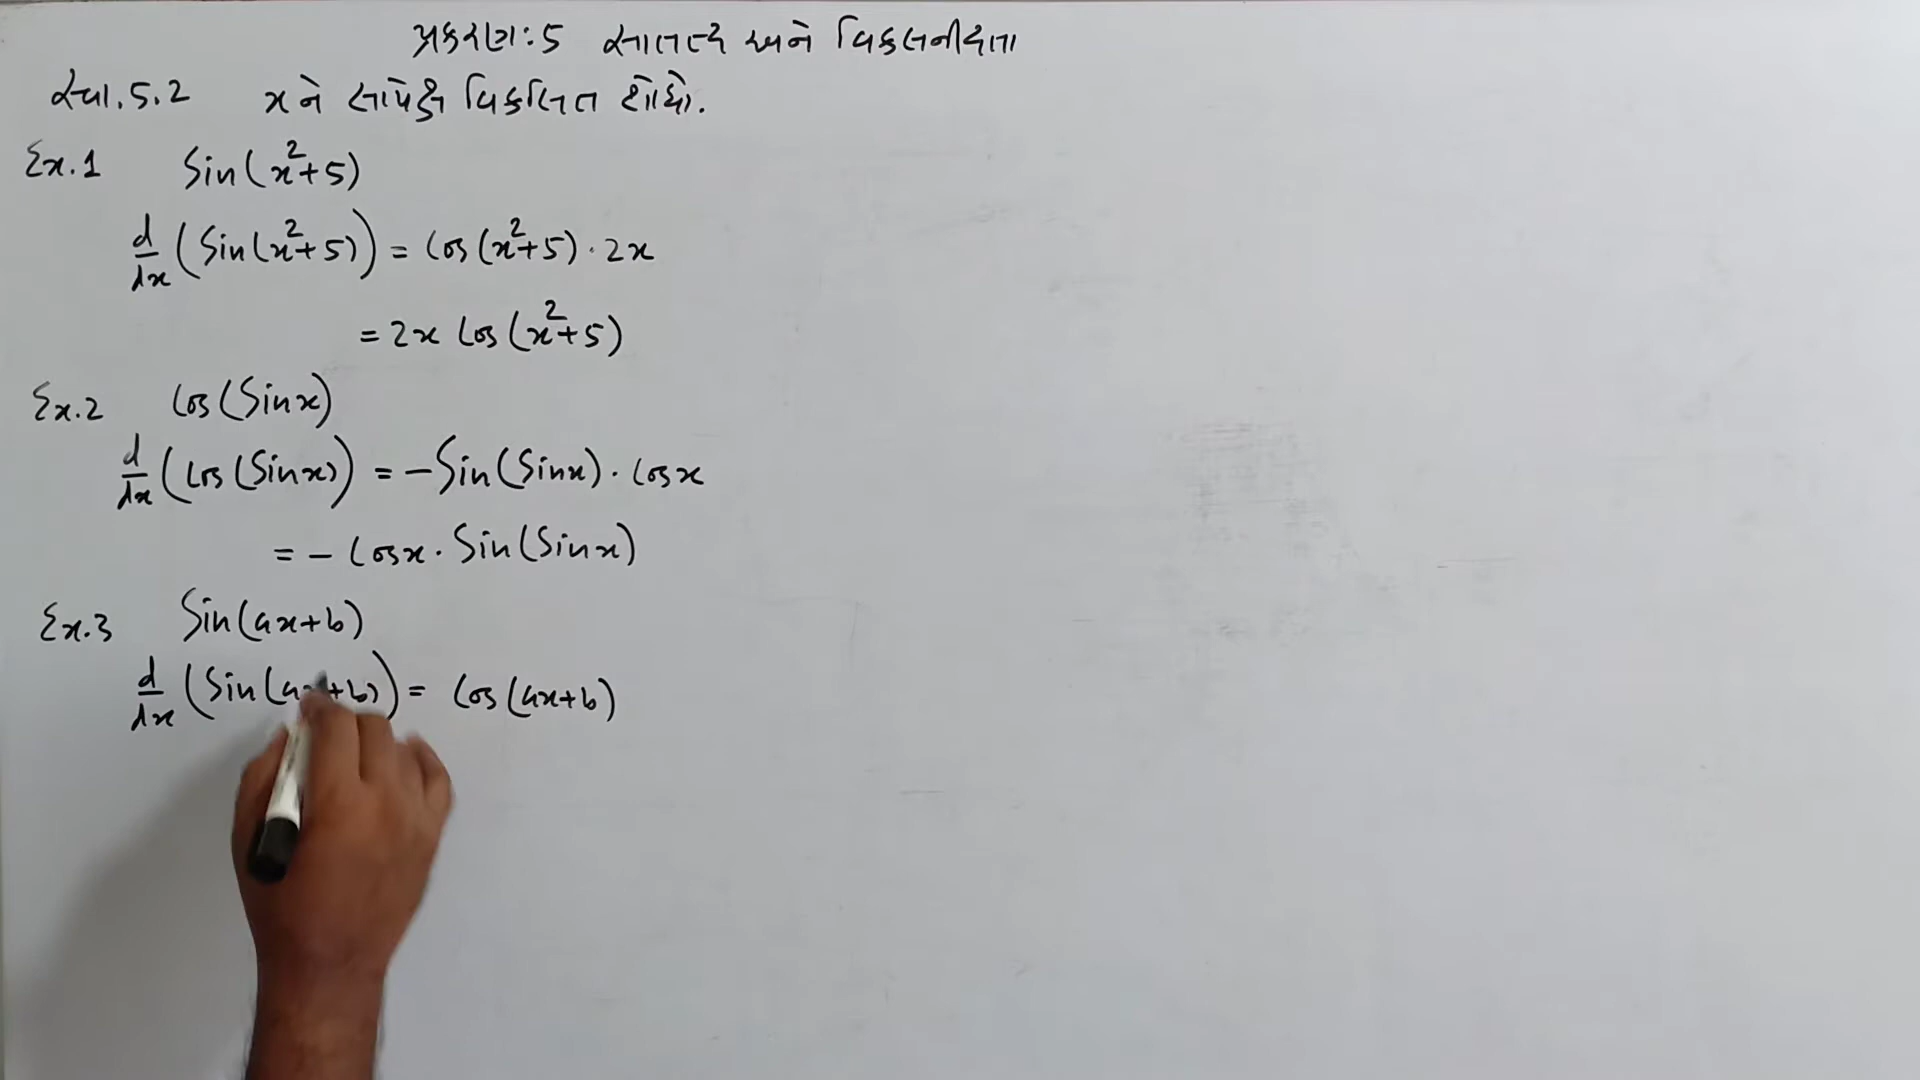 પ્રકરણ:5 સાતત્ય અને વિકલનીયતા
સ્વા.5.2 x ને સાપેક્ષ વિકલિત શોધો.
Ex.1 Sin(x²+5)
d/dx (Sin(x²+5)) = Cos(x²+5)·2x
= 2x Cos(x²+5)
Ex.2 Cos(Sinx)
d/dx (Cos(Sinx)) = -Sin(Sinx)·Cosx
= - Cosx·Sin(Sinx)
Ex.3 Sin(ax+b)
d/dx (Sin(ax+b)) = Cos(ax+b)